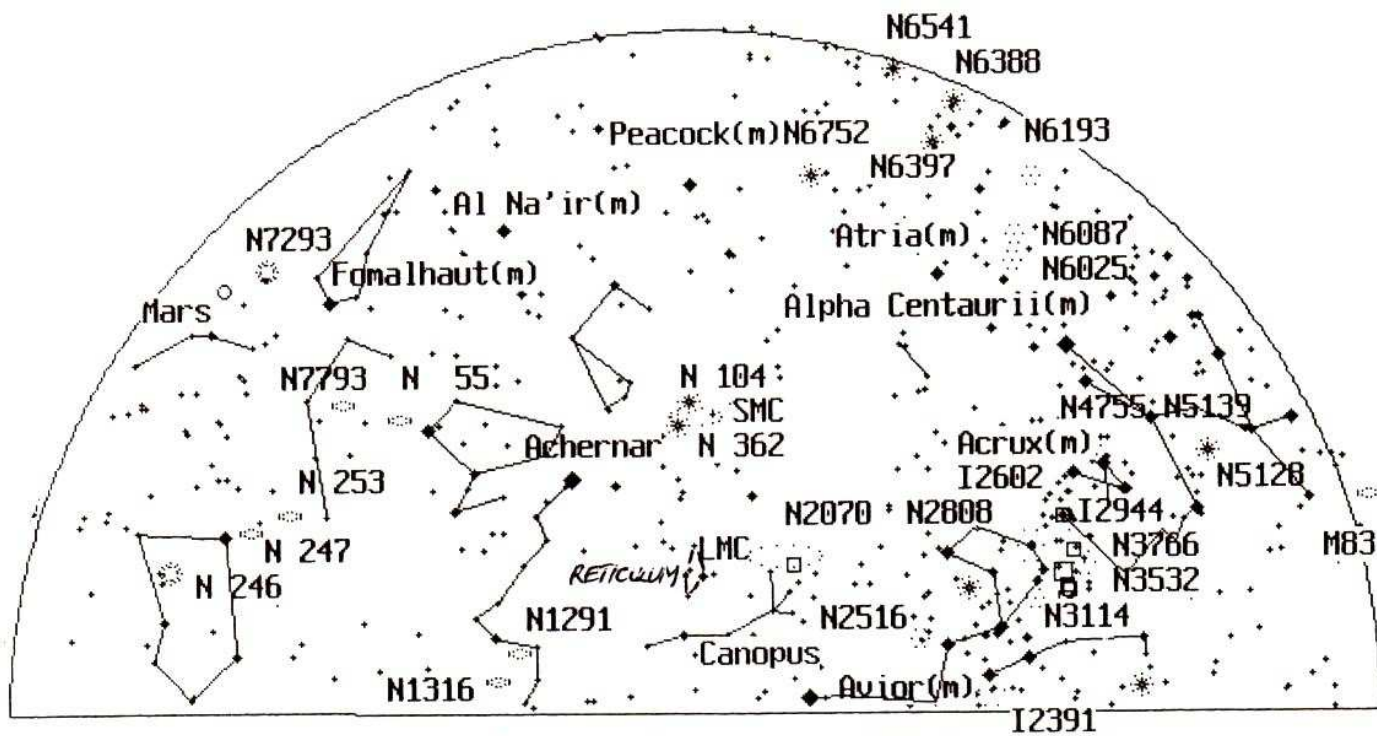 N6541
N6388
Peacock(m) N6752
N6193
N6397
Al Na'ir(m)
N7293
Atria(m)
N6087
Fomalhaut(m)
N6025
Mars
Alpha Centaurii(m)
N7793
N 55
N 104
SMC
N4755
N5139
Achernar
N 362
Acrux(m)
N 253
I2602
N5128
N2070
N2808
I2944
N 247
LMC
N3766
M83
RETICULUM
N 246
N3532
N1291
N2516
N3114
Canopus
N1316
Avior(m)
I2391